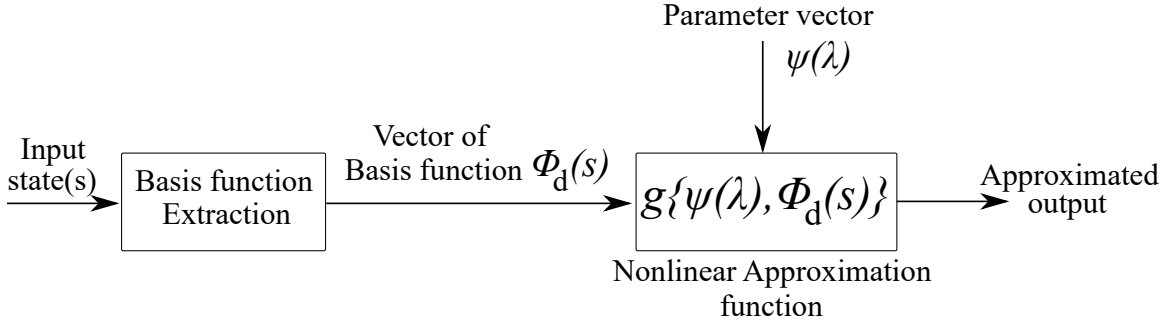 Parameter vector
ψ(λ)
Input
state(s)
Basis function
Extraction
Vector of
Basis function Φd(s)
g{ψ(λ),Φd(s)}
Nonlinear Approximation
function
Approximated
output